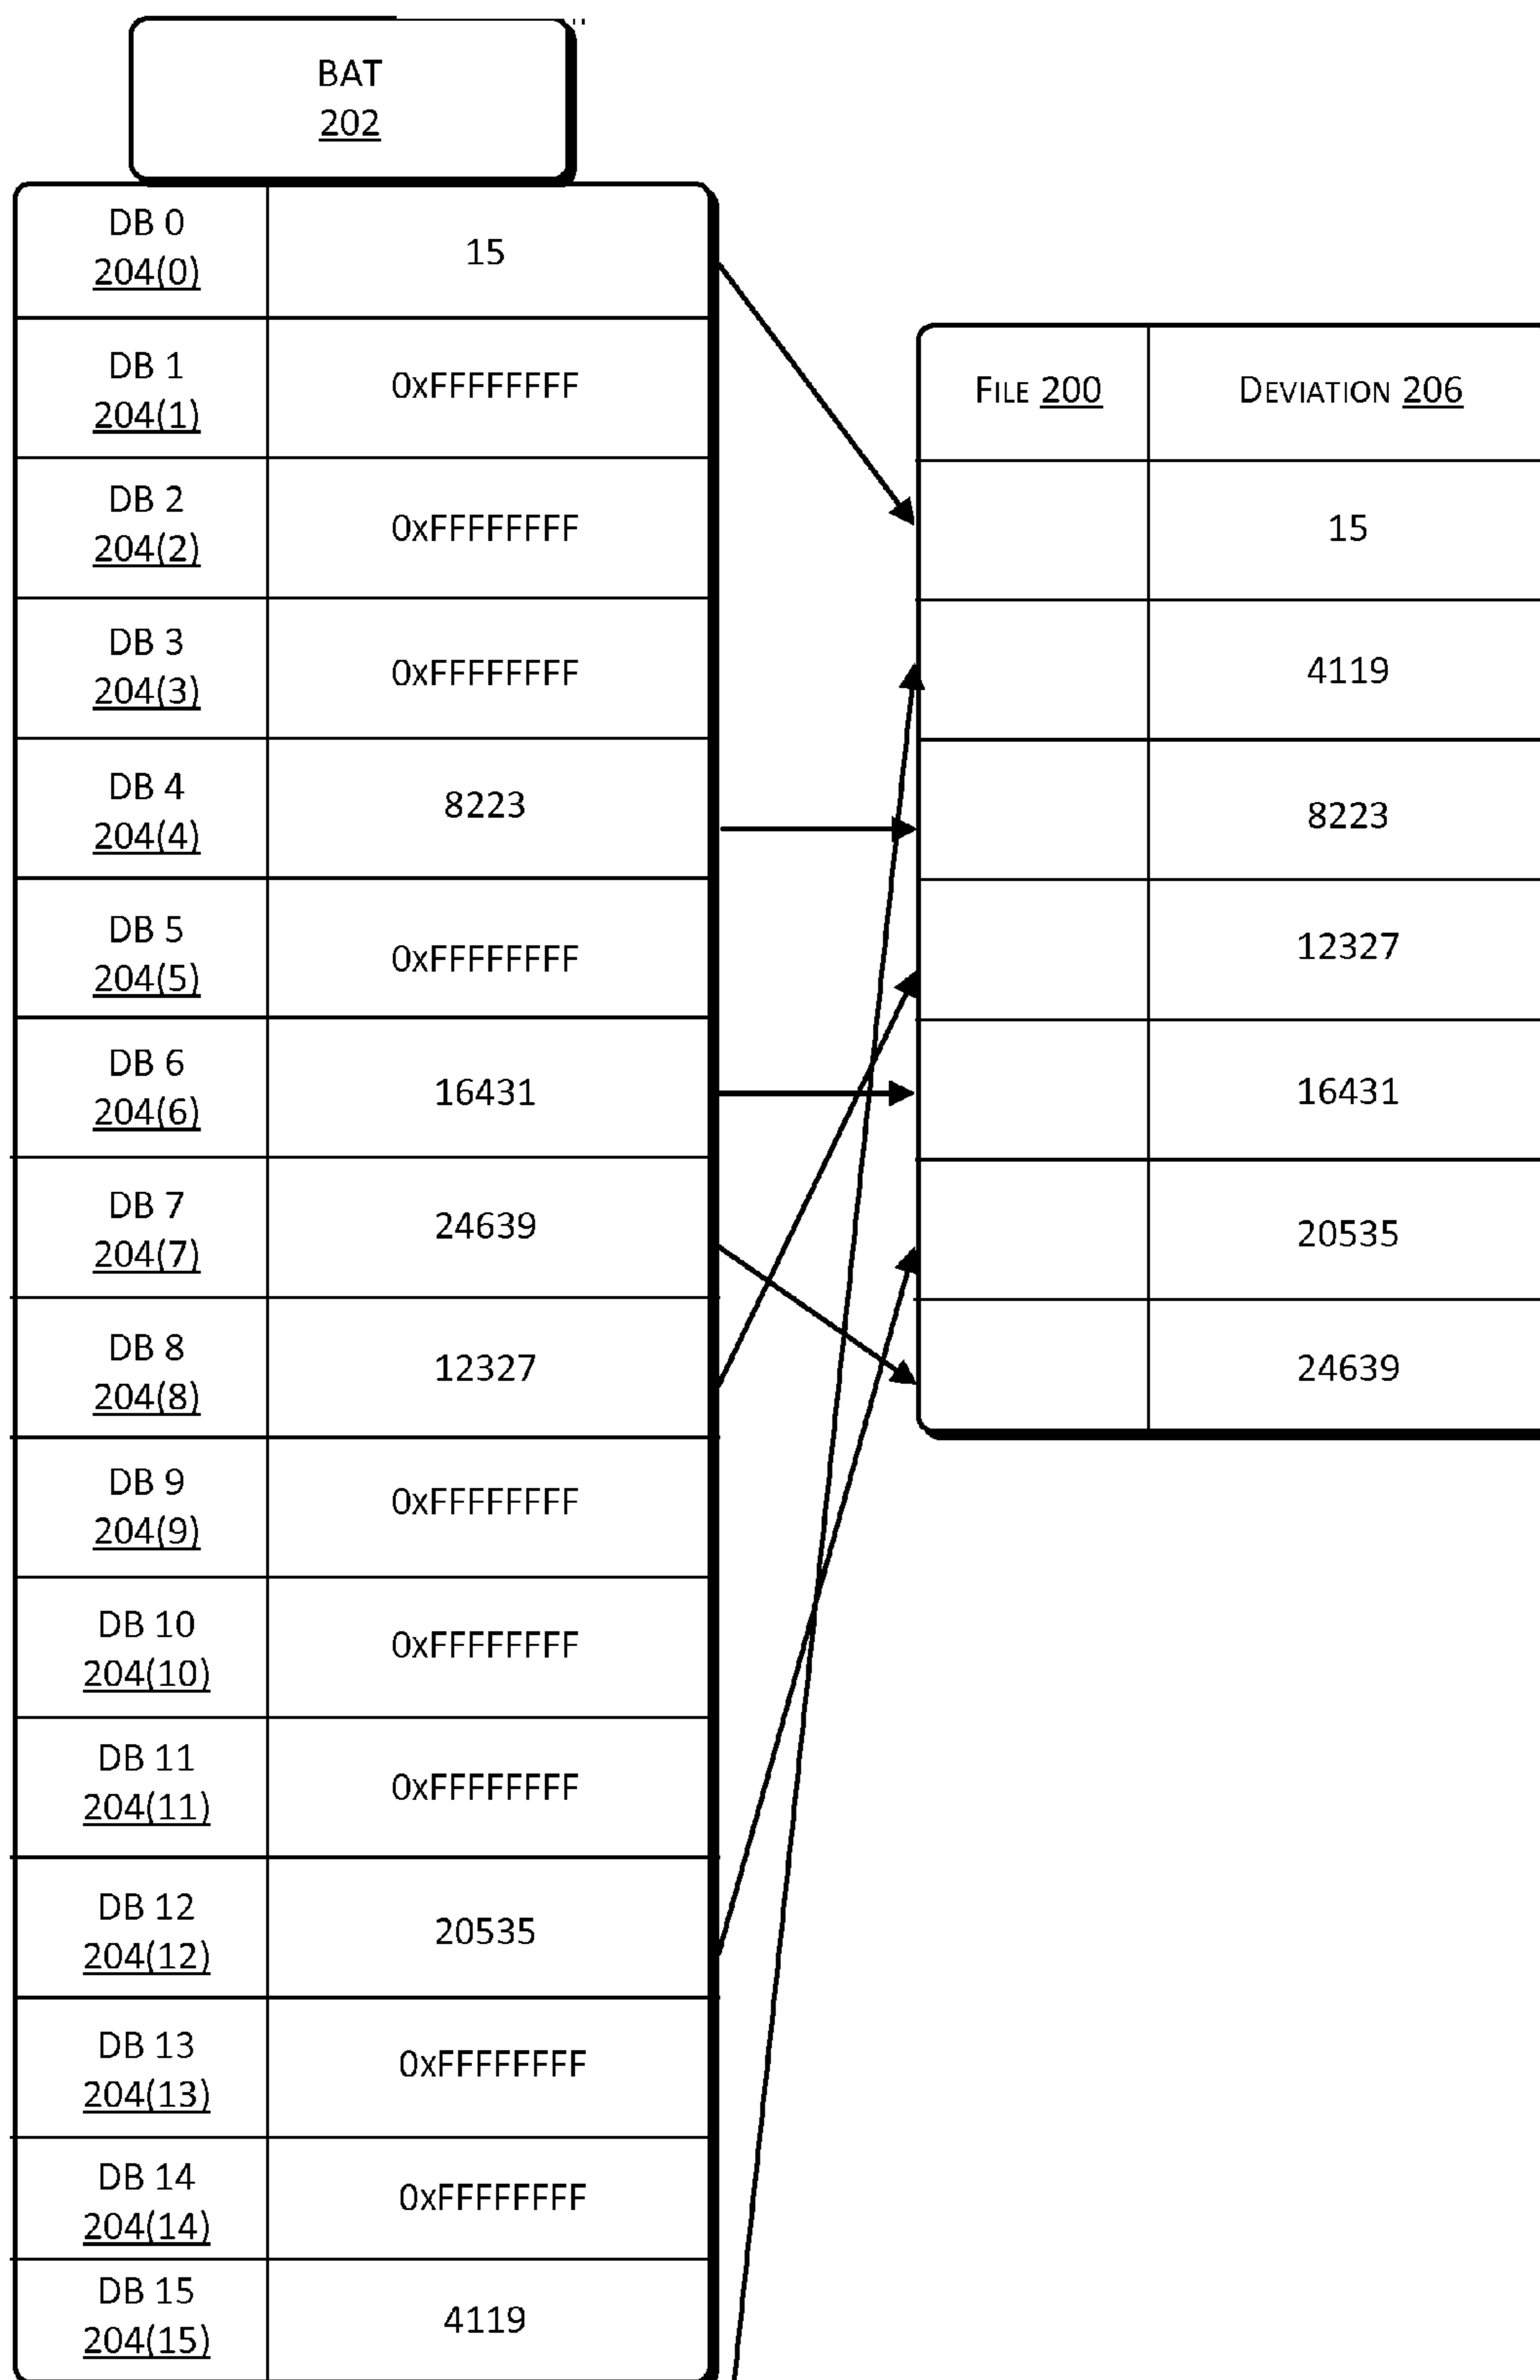 BAT
202
DB 0
204(0)
15
DB 1
204(1)
0xFFFFFFFF
DB 2
204(2)
0xFFFFFFFF
DB 3
204(3)
0xFFFFFFFF
DB 4
204(4)
8223
DB 5
204(5)
0xFFFFFFFF
DB 6
204(6)
16431
DB 7
204(7)
24639
DB 8
204(8)
12327
DB 9
204(9)
0xFFFFFFFF
DB 10
204(10)
0xFFFFFFFF
DB 11
204(11)
0xFFFFFFFF
DB 12
204(12)
20535
DB 13
204(13)
0xFFFFFFFF
DB 14
204(14)
0xFFFFFFFF
DB 15
204(15)
4119
FILE 200
DEVIATION 206
15
4119
8223
12327
16431
20535
24639